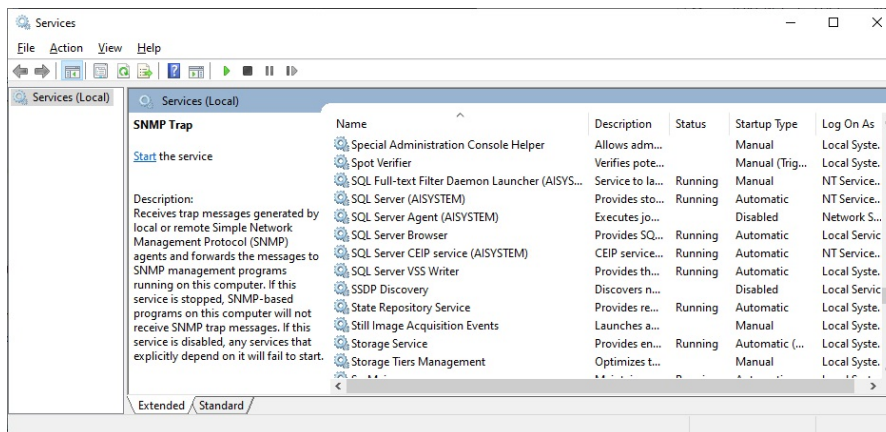 Services
File Action View Help
Services (Local)
Services (Local)
SNMP Trap
Start the service
Description:
Receives trap messages generated by
local or remote Simple Network
Management Protocol (SNMP)
agents and forwards the messages to
SNMP management programs
running on this computer. If this
service is stopped, SNMP-based
programs on this computer will not
receive SNMP trap messages. If this
service is disabled, any services that
explicitly depend on it will fail to start.
Name Description Status Startup Type Log On As
Special Administration Console Helper Allows adm... Manual Local Syste.
Spot Verifier Verifies pote... Manual (Trig... Local Syste.
SQL Full-text Filter Daemon Launcher (AISYS... Service to la... Running Manual NT Service..
SQL Server (AISYSTEM) Provides sto... Running Automatic NT Service..
SQL Server Agent (AISYSTEM) Executes jo... Disabled Network S...
SQL Server Browser Provides SQ... Running Automatic Local Servic
SQL Server CEIP service (AISYSTEM) CEIP service... Running Automatic NT Service..
SQL Server VSS Writer Provides th... Running Automatic Local Syste.
SSDP Discovery Discovers n... Disabled Local Servic
State Repository Service Provides re... Running Automatic Local Syste.
Still Image Acquisition Events Launches a... Manual Local Syste.
Storage Service Provides en... Running Automatic (... Local Syste.
Storage Tiers Management Optimizes t... Manual Local Syste.
Extended Standard